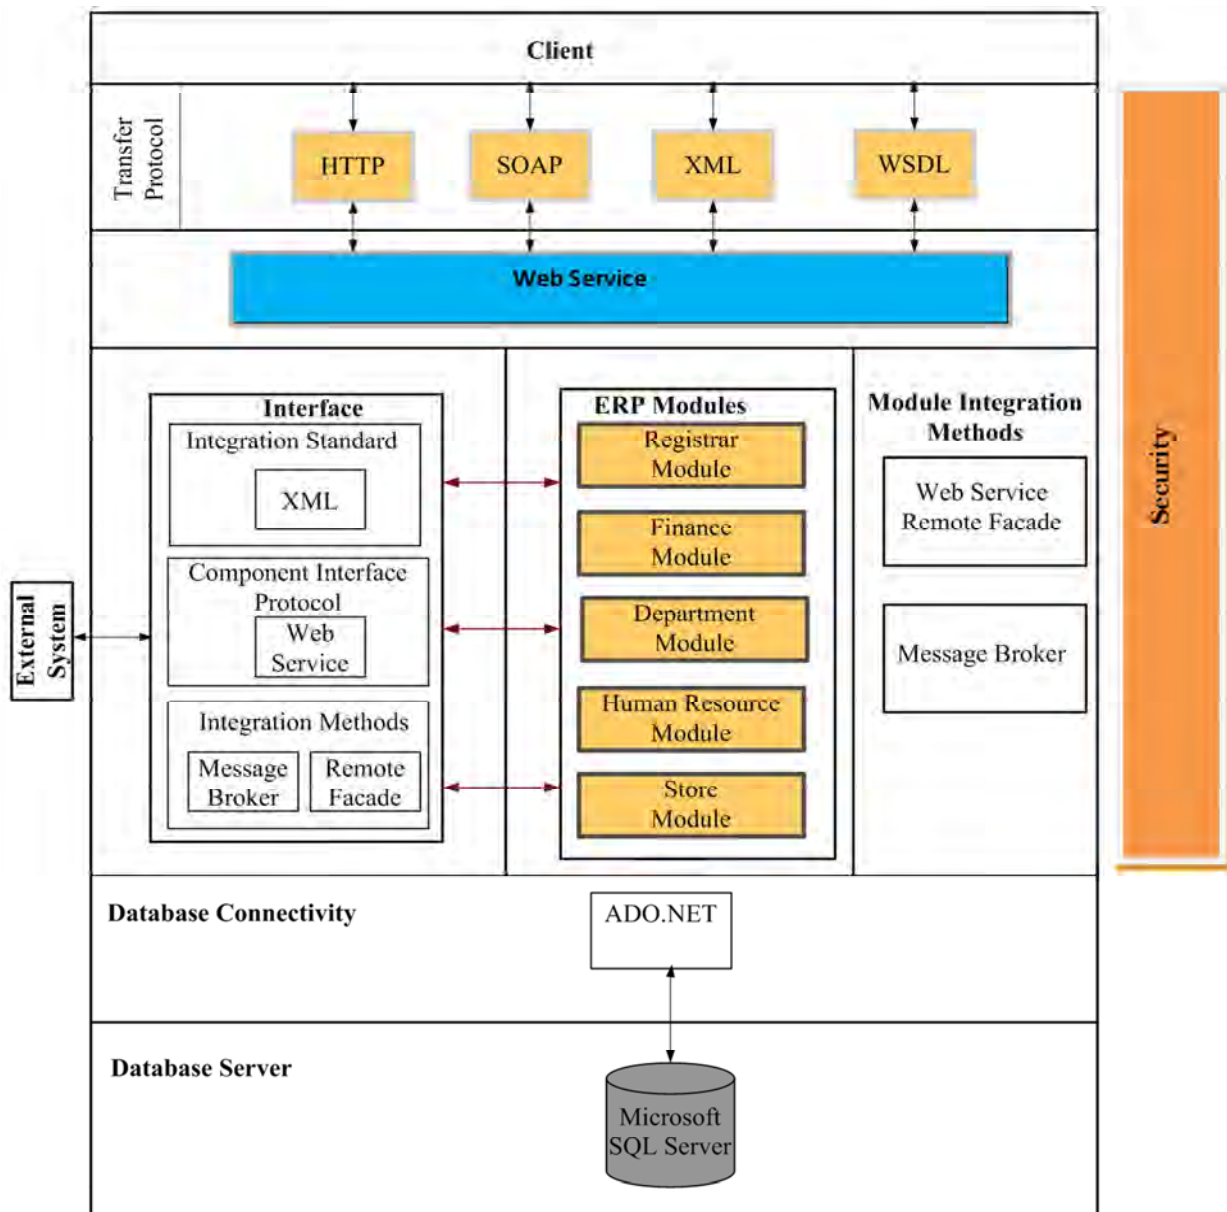 Client
Transfer
Protocol
HTTP
SOAP
XML
WSDL
Web Service
Interface
Integration Standard
XML
Component Interface
Protocol
Web
Service
Integration Methods
Message
Broker
Remote
Facade
External
System
ERP Modules
Registrar
Module
Finance
Module
Department
Module
Human Resource
Module
Store
Module
Module Integration
Methods
Web Service
Remote Facade
Message Broker
Security
Database Connectivity
ADO.NET
Database Server
Microsoft
SQL Server